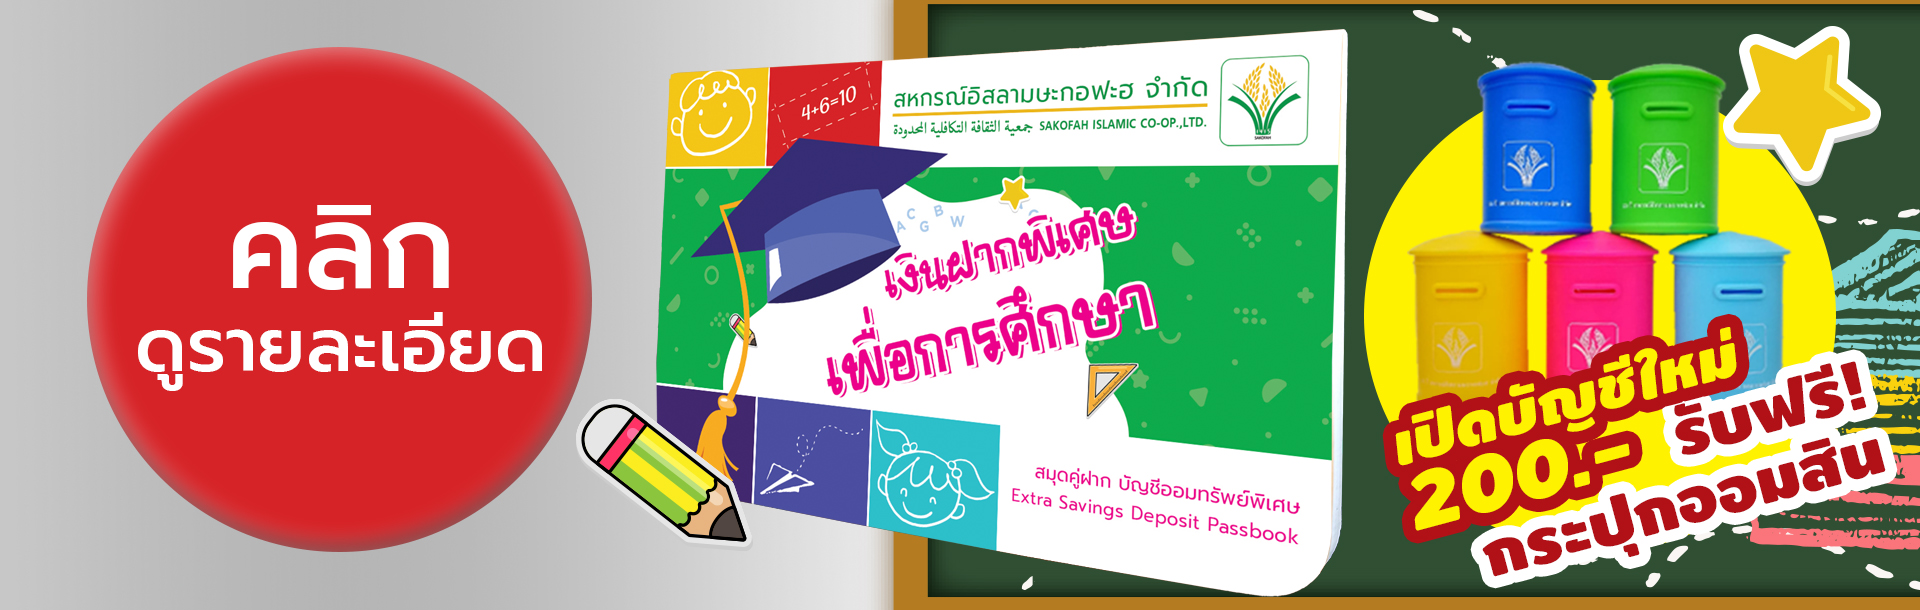 คลิก
ดูรายละเอียด
4+6=10
สหกรณ์อิสลามษะกอฟะฮ จำกัด
جمعية الثقافة التكافلية المحدودة SAKOFAH ISLAMIC CO-OP.,LTD.
SAKOFAH
A C B
G W
เงินฝากพิเศษ
เพื่อการศึกษา
สมุดคู่ฝาก บัญชีออมทรัพย์พิเศษ
Extra Savings Deposit Passbook
เปิดบัญชีใหม่
200.- รับฟรี!
กระปุกออมสิน